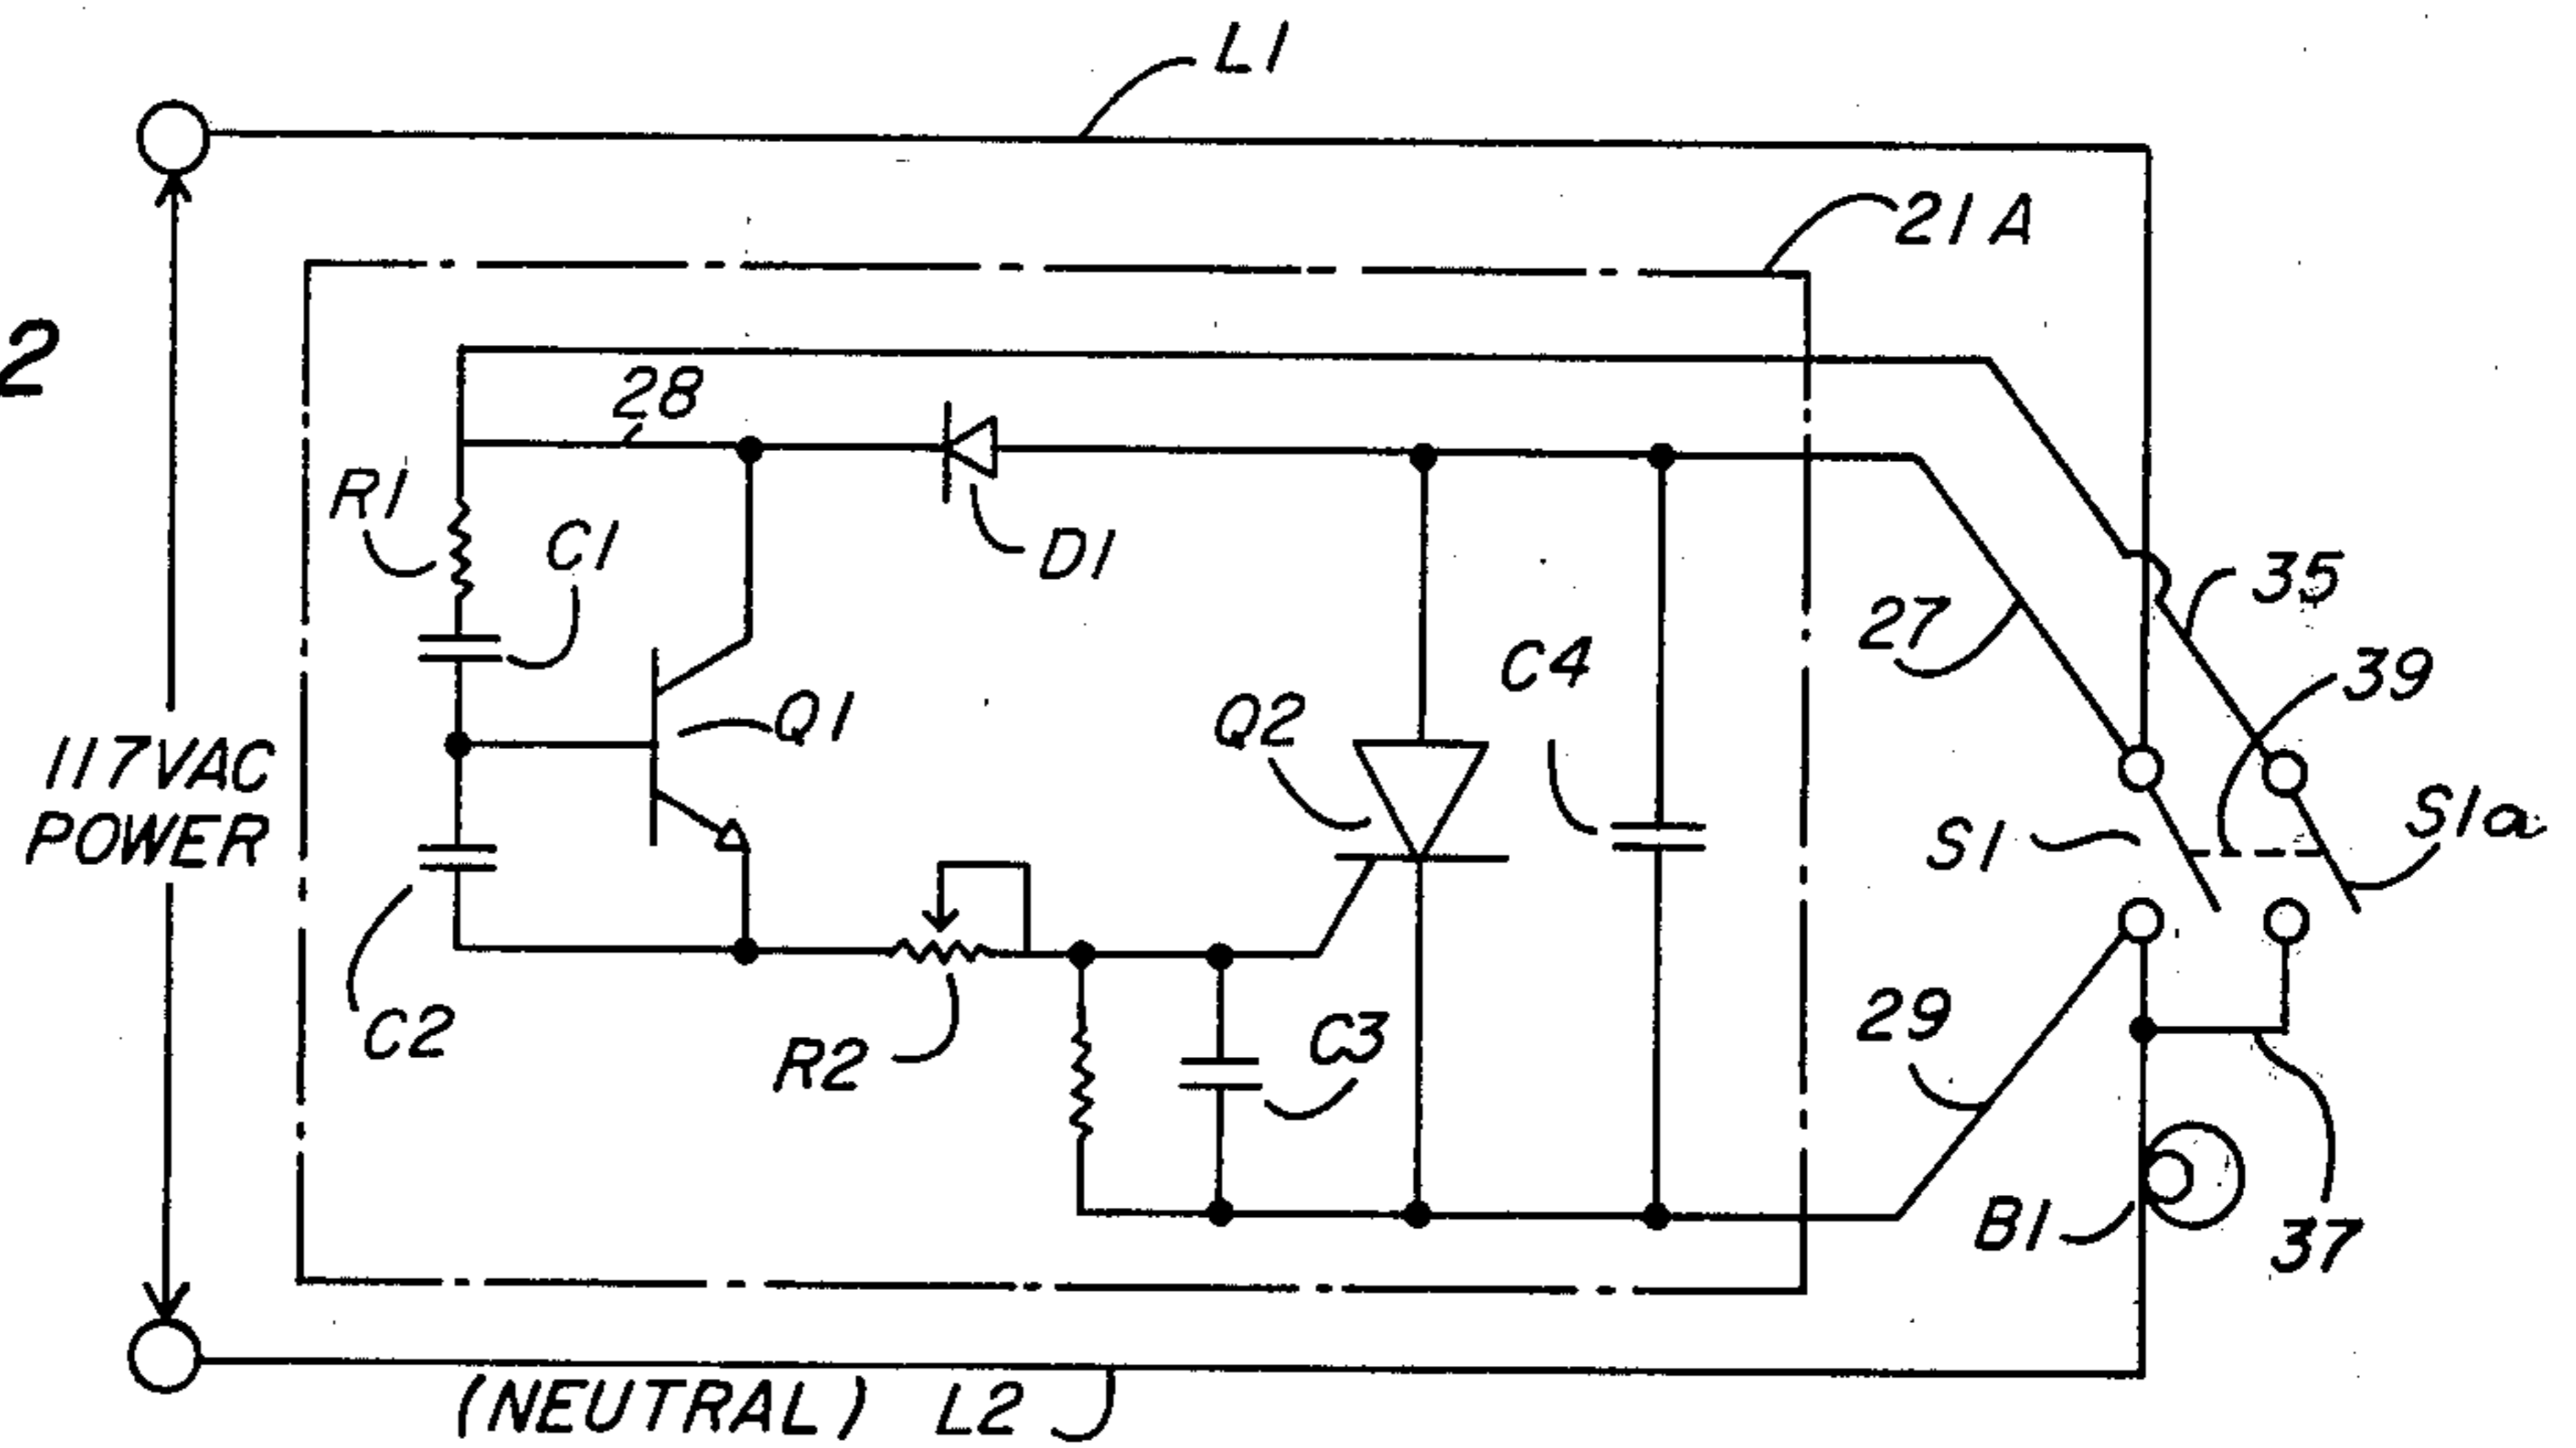 L1
21A
2
28
R1
C1
D1
35
27
39
C4
117VAC
POWER
Q1
Q2
S1
S1a
C2
R2
C3
29
B1
37
(NEUTRAL) L2